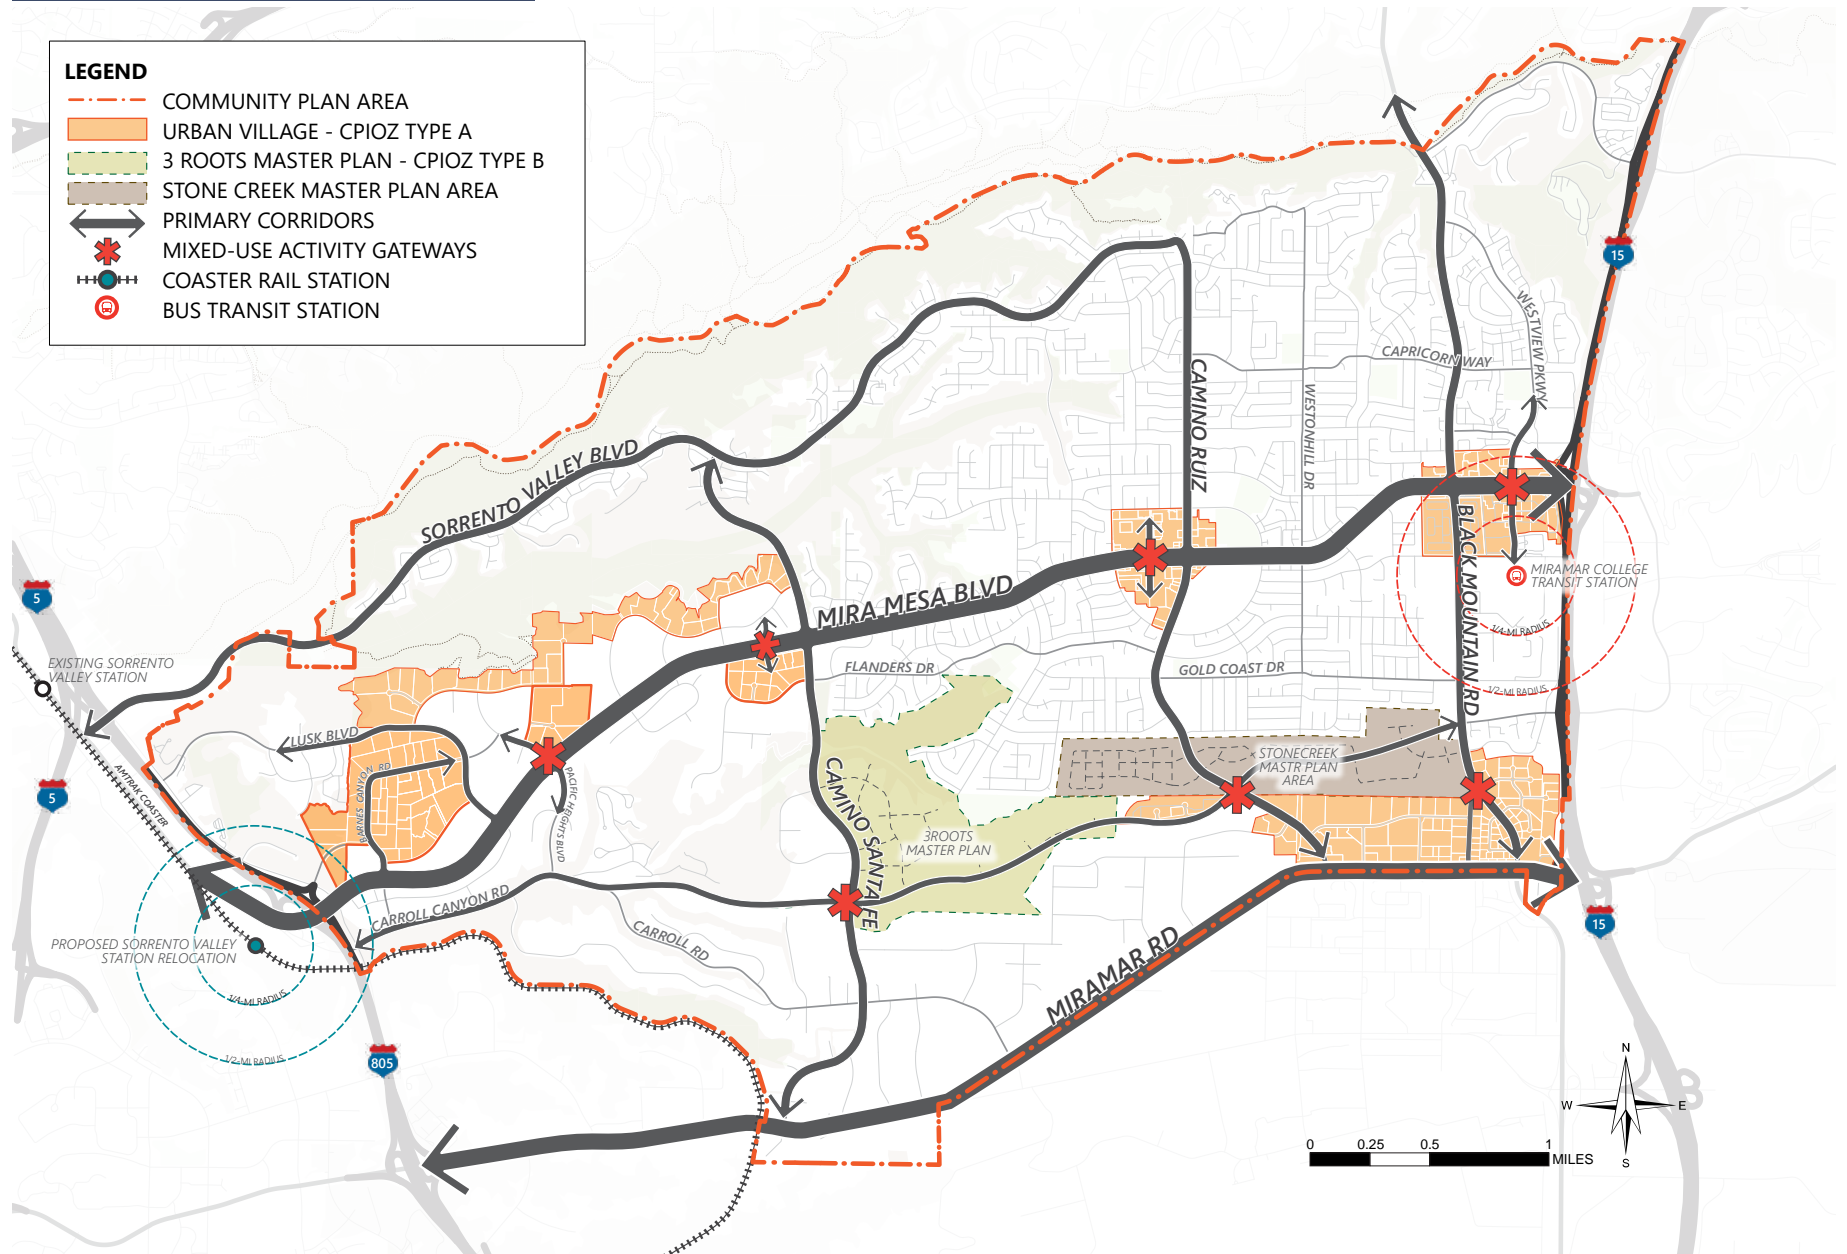 LEGEND
COMMUNITY PLAN AREA
URBAN VILLAGE - CPIOZ TYPE A
3 ROOTS MASTER PLAN - CPIOZ TYPE B
STONE CREEK MASTER PLAN AREA
PRIMARY CORRIDORS
MIXED-USE ACTIVITY GATEWAYS
COASTER RAIL STATION
BUS TRANSIT STATION
15
WESTVIEW PKWY
CAPRICORN WAY
CAMINO RUIZ
WESTONHILL DR
SORRENTO VALLEY BLVD
BLACK MOUNTAIN RD
MIRAMAR COLLEGE
TRANSIT STATION
1/4-MI RADIUS
1/2-MI RADIUS
5
MIRA MESA BLVD
EXISTING SORRENTO
VALLEY STATION
FLANDERS DR
GOLD COAST DR
LUSK BLVD
BARNES CANYON RD
PACIFIC HEIGHTS BLVD
AMTRAK COASTER
5
STONECREEK
MASTR PLAN
AREA
CAMINO SANTA FE
3ROOTS
MASTER PLAN
CARROLL CANYON RD
CARROLL RD
PROPOSED SORRENTO VALLEY
STATION RELOCATION
1/4-MI RADIUS
1/2-MI RADIUS
MIRAMAR RD
15
805
N
W
E
S
0
0.25
0.5
1
MILES